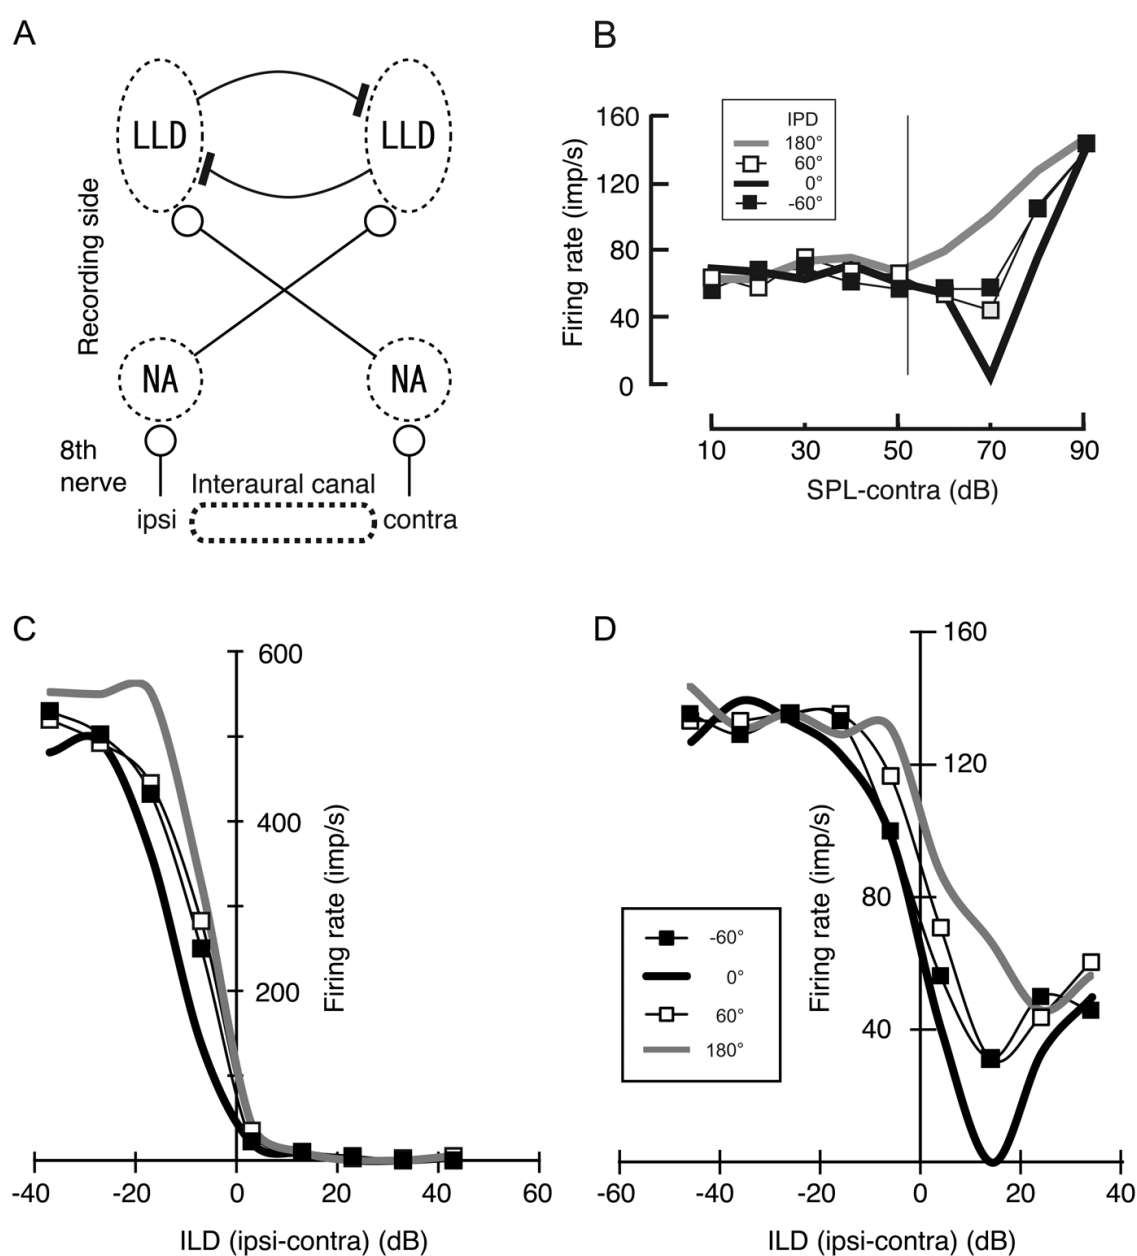 A
LLD
LLD
Recording side
NA
NA
8th
nerve
Interaural canal
ipsi
contra
B
IPD
180°
60°
0°
-60°
160
120
80
40
0
Firing rate (imp/s)
10
30
50
70
90
SPL-contra (dB)
C
600
400
200
Firing rate (imp/s)
-40
-20
0
20
40
60
ILD (ipsi-contra) (dB)
D
160
120
80
40
Firing rate (imp/s)
-60°
0°
60°
180°
-60
-40
-20
0
20
40
ILD (ipsi-contra) (dB)